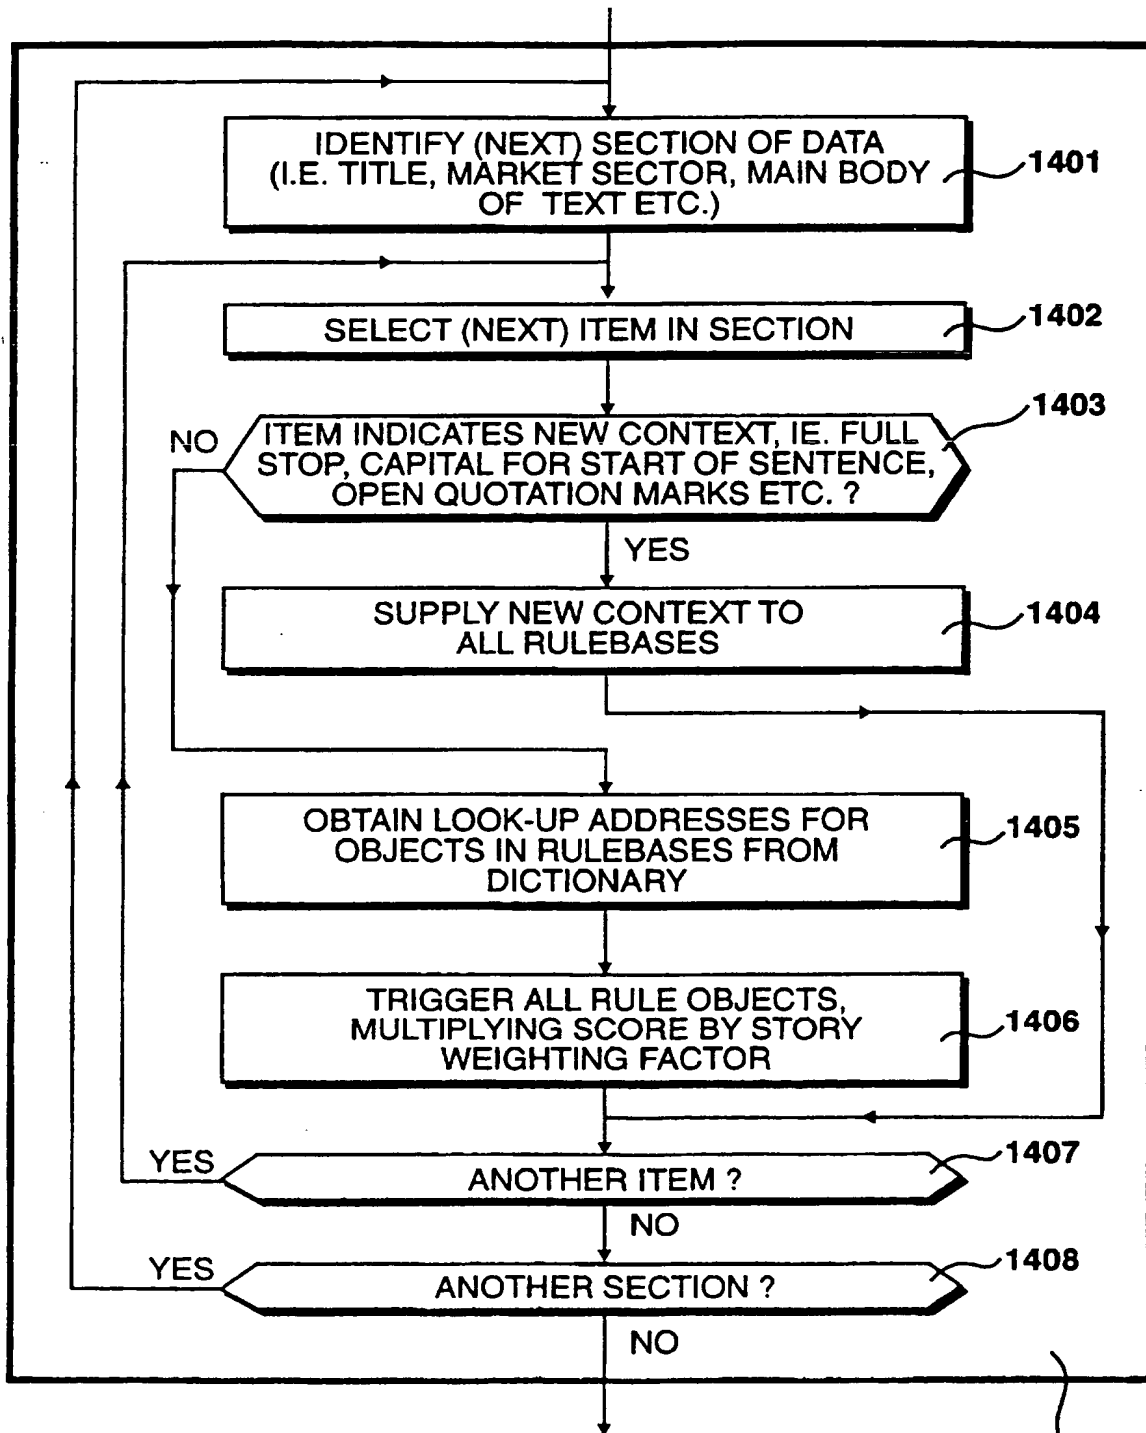 IDENTIFY (NEXT) SECTION OF DATA
(I.E. TITLE, MARKET SECTOR, MAIN BODY
OF TEXT ETC.)
1401
SELECT (NEXT) ITEM IN SECTION
1402
1403
NO
ITEM INDICATES NEW CONTEXT, IE. FULL
STOP, CAPITAL FOR START OF SENTENCE,
OPEN QUOTATION MARKS ETC. ?
YES
SUPPLY NEW CONTEXT TO
ALL RULEBASES
1404
OBTAIN LOOK-UP ADDRESSES FOR
OBJECTS IN RULEBASES FROM
DICTIONARY
1405
TRIGGER ALL RULE OBJECTS,
MULTIPLYING SCORE BY STORY
WEIGHTING FACTOR
1406
YES
ANOTHER ITEM ?
1407
NO
YES
ANOTHER SECTION ?
1408
NO